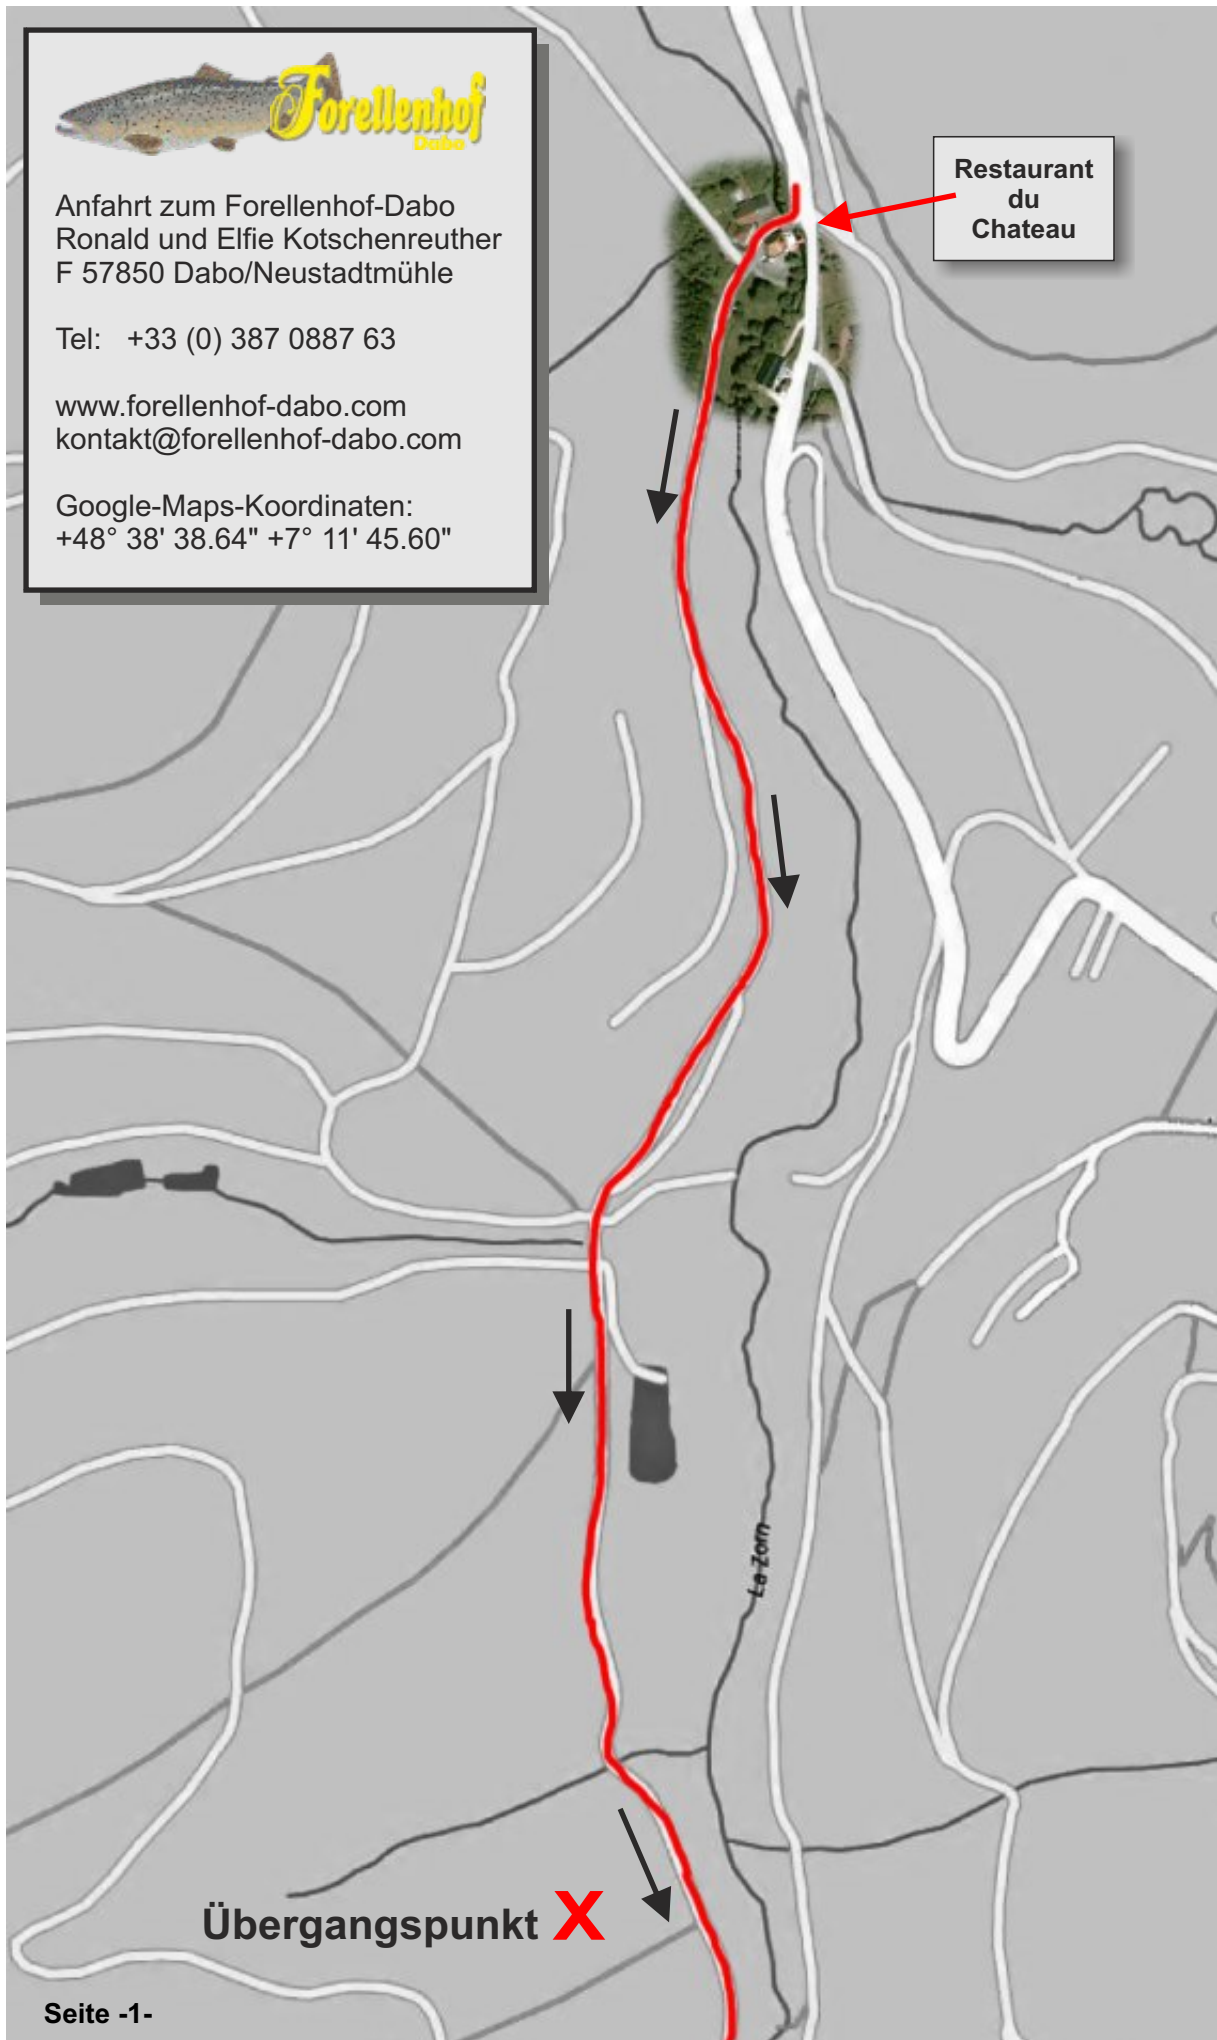 Forellenhof
Dabo
Anfahrt zum Forellenhof-Dabo
Ronald und Elfie Kotschenreuther
F 57850 Dabo/Neustadtmühle
Tel: +33 (0) 387 0887 63
www.forellenhof-dabo.com
kontakt@forellenhof-dabo.com
Google-Maps-Koordinaten:
+48° 38' 38.64" +7° 11' 45.60"
Restaurant
du
Chateau
La Zorn
Übergangspunkt X
Seite -1-